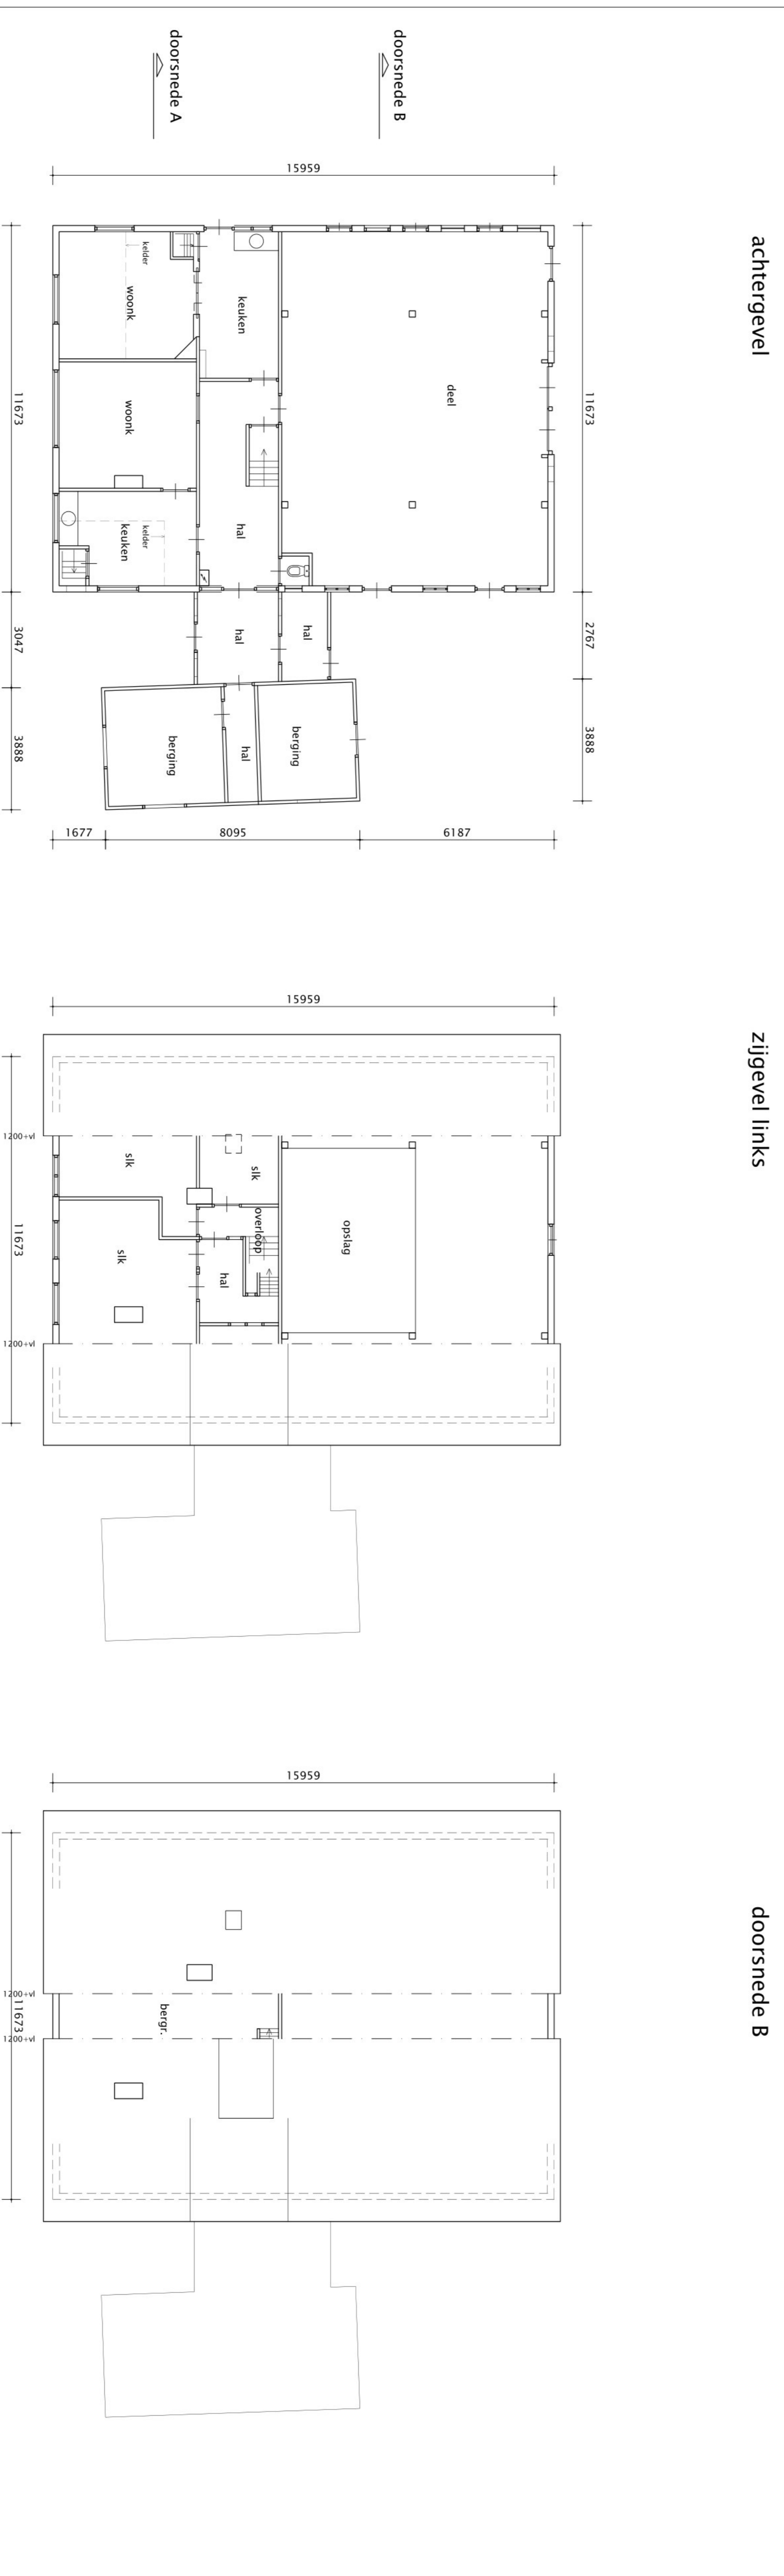 achtergevel
doorsnede B
doorsnede A
15959
11673
11673
kelder
woonk
keuken
deel
woonk
kelder
keuken
hal
3047
2767
hal
hal
3888
3888
berging
hal
berging
1677
8095
6187
zijgevel links
15959
1200+vl
slk
slk
overloop
opslag
11673
slk
hal
1200+vl
doorsnede B
15959
1200+vl
11673
bergr.
1200+vl